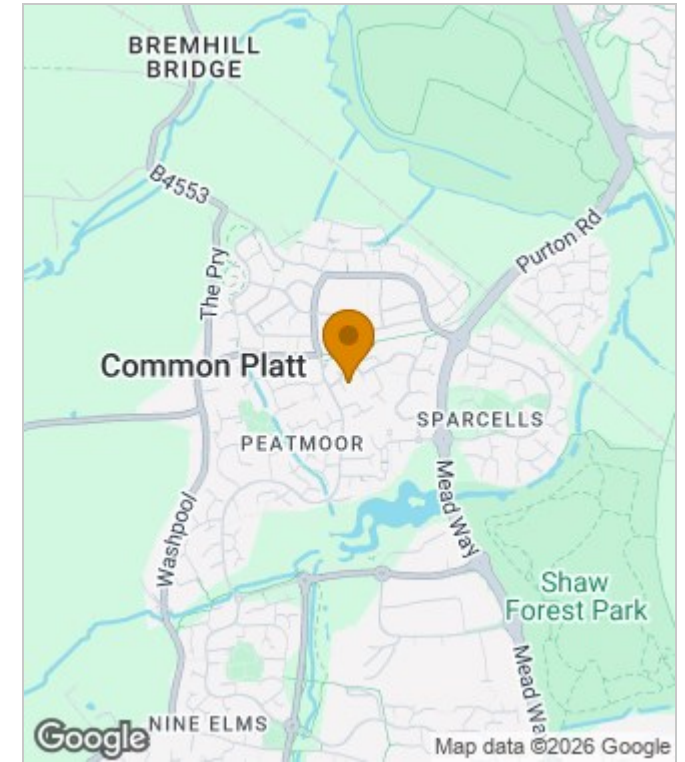 BREMHILL
BRIDGE
B4553
Purton Rd
The Pry
Common Platt
SPARCELLS
PEATMOOR
Mead Way
Washpool
Shaw
Forest Park
Mead Wa
NINE ELMS
Google
Map data ©2026 Google